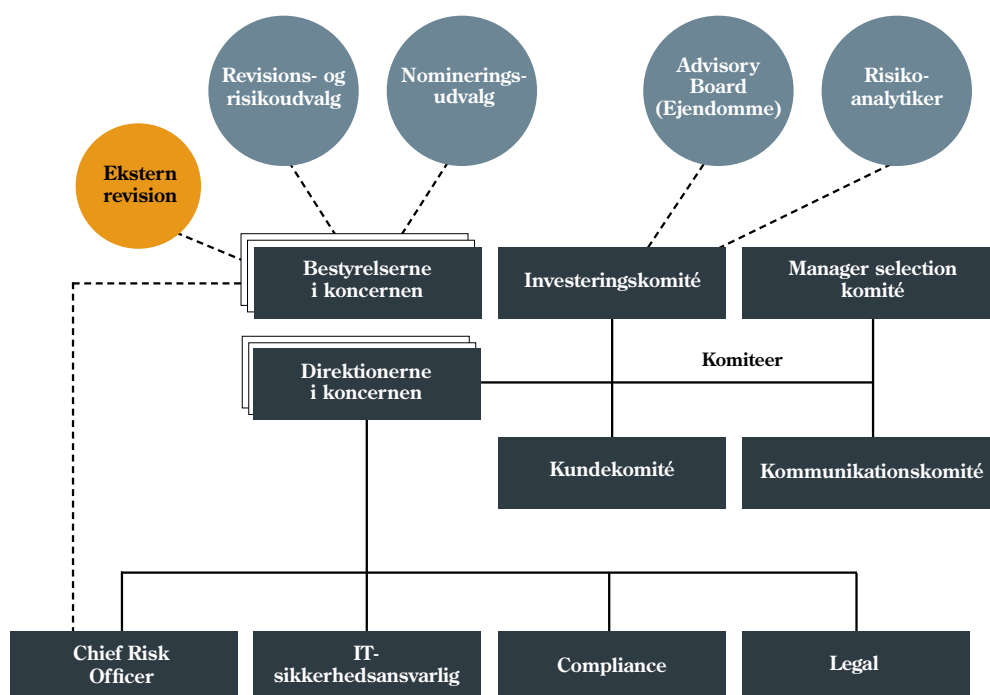 Revisions- og
risikoudvalg
Nominerings-
udvalg
Advisory
Board
(Ejendomme)
Risiko-
analytiker
Ekstern
revision
Bestyrelserne
i koncernen
Investeringskomité
Manager selection
komité
Direktionerne
i koncernen
Komiteer
Kundekomité
Kommunikationskomité
Chief Risk
Officer
IT-
sikkerhedsansvarlig
Compliance
Legal